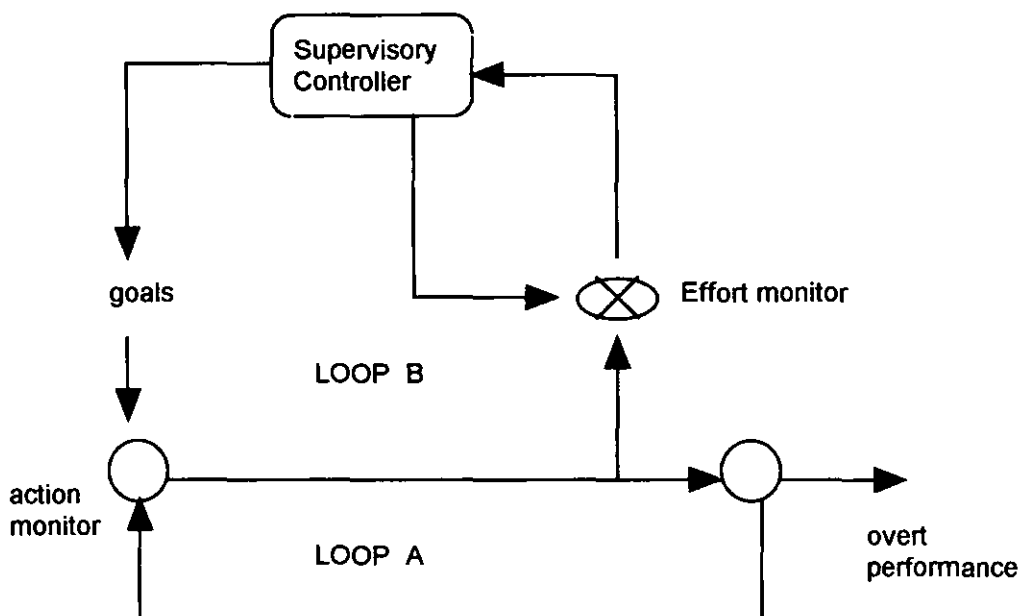 Supervisory
Controller
goals
Effort monitor
LOOP B
action
monitor
LOOP A
overt
performance